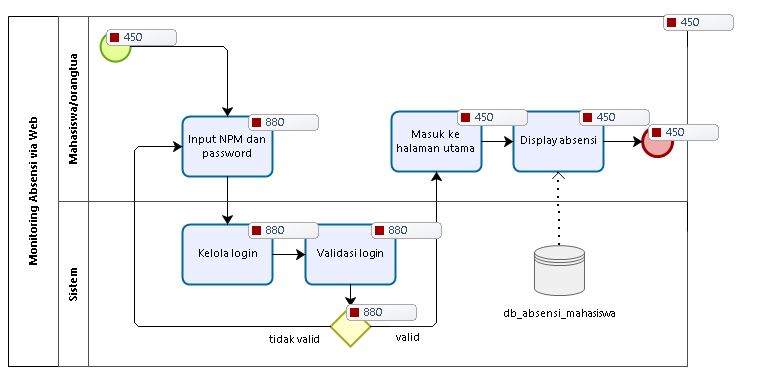 450
450
Monitoring Absensi via Web
Mahasiswa/orangtua
880
Input NPM dan
password
450
Masuk ke
halaman utama
450
Display absensi
450
Sistem
880
Kelola login
880
Validasi login
880
tidak valid
valid
db_absensi_mahasiswa